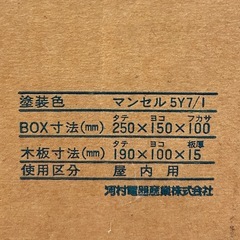 塗装色 マンセル 5Y7/1
タテ ヨコ フカサ
BOX寸法(mm) 250×150×100
タテ ヨコ 板厚
木板寸法(mm) 190×100×15
使用区分 屋内用
河村電器産業株式会社